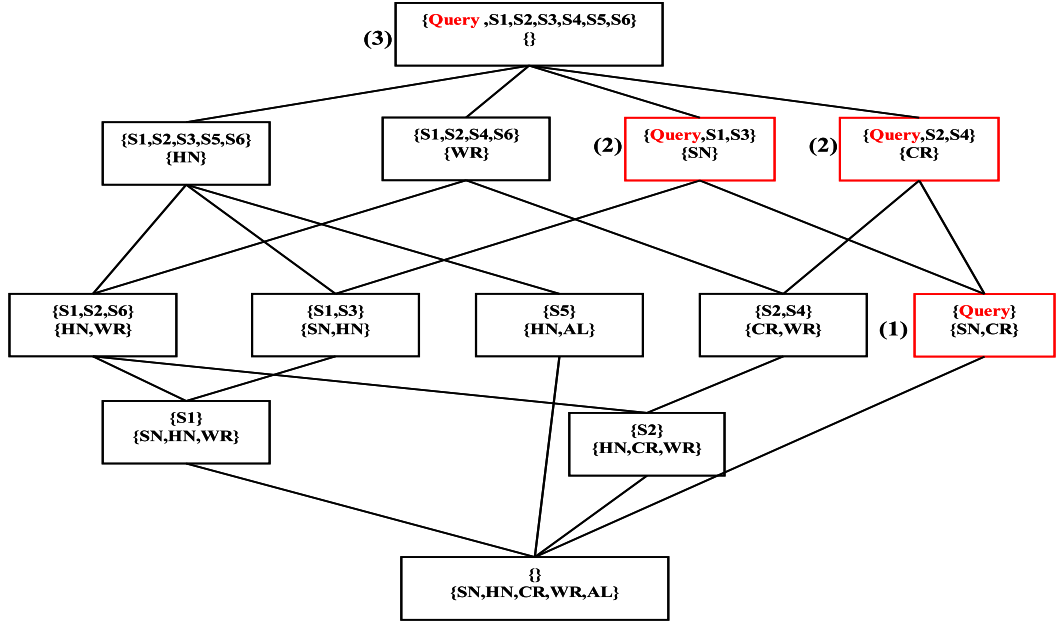 {Query ,S1,S2,S3,S4,S5,S6}
(3)
{}
{S1,S2,S3,S5,S6}
{HN}
{S1,S2,S4,S6}
{WR}
(2)
{Query,S1,S3}
{SN}
(2)
{Query,S2,S4}
{CR}
{S1,S2,S6}
{HN,WR}
{S1,S3}
{SN,HN}
{S5}
{HN,AL}
{S2,S4}
{CR,WR}
(1)
{Query}
{SN,CR}
{S1}
{SN,HN,WR}
{S2}
{HN,CR,WR}
{}
{SN,HN,CR,WR,AL}